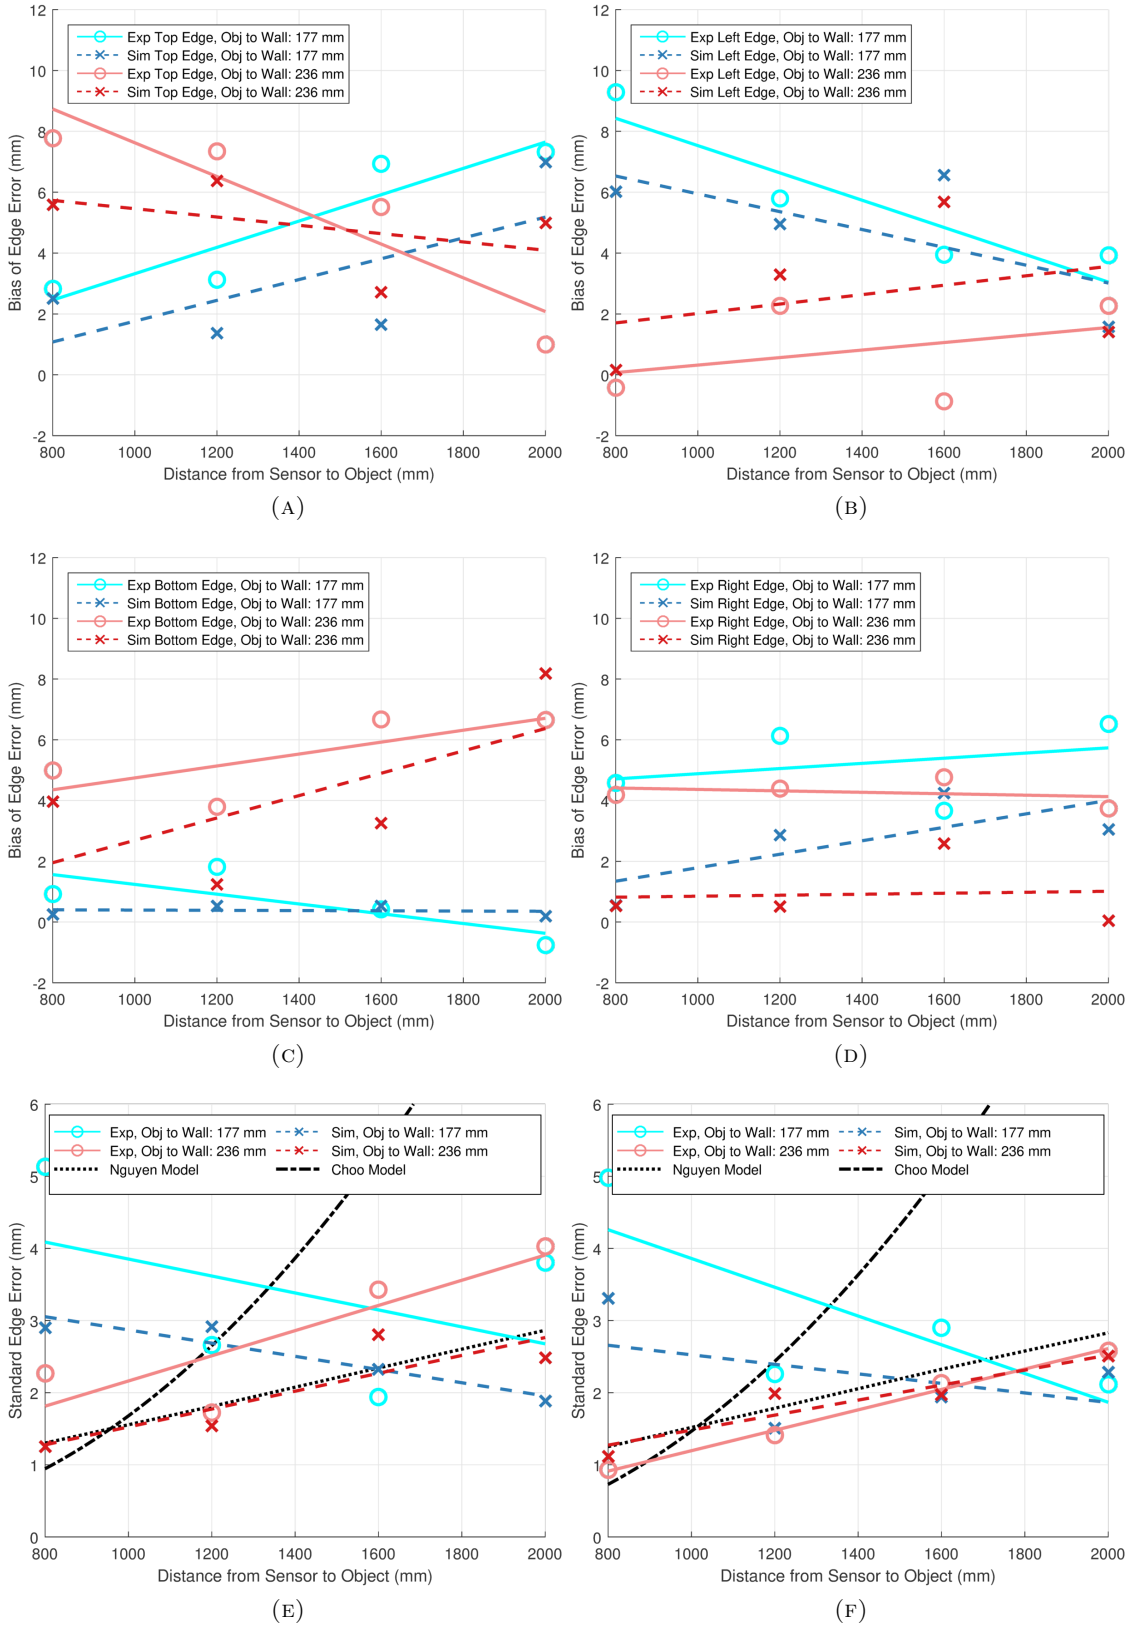 12
10
8
6
4
2
0
-2
Bias of Edge Error (mm)
Exp Top Edge, Obj to Wall: 177 mm
Sim Top Edge, Obj to Wall: 177 mm
Exp Top Edge, Obj to Wall: 236 mm
Sim Top Edge, Obj to Wall: 236 mm
800 1000 1200 1400 1600 1800 2000
Distance from Sensor to Object (mm)
(A)
12
10
8
6
4
2
0
-2
Bias of Edge Error (mm)
Exp Left Edge, Obj to Wall: 177 mm
Sim Left Edge, Obj to Wall: 177 mm
Exp Left Edge, Obj to Wall: 236 mm
Sim Left Edge, Obj to Wall: 236 mm
800 1000 1200 1400 1600 1800 2000
Distance from Sensor to Object (mm)
(B)
12
10
8
6
4
2
0
-2
Bias of Edge Error (mm)
Exp Bottom Edge, Obj to Wall: 177 mm
Sim Bottom Edge, Obj to Wall: 177 mm
Exp Bottom Edge, Obj to Wall: 236 mm
Sim Bottom Edge, Obj to Wall: 236 mm
800 1000 1200 1400 1600 1800 2000
Distance from Sensor to Object (mm)
(C)
12
10
8
6
4
2
0
-2
Bias of Edge Error (mm)
Exp Right Edge, Obj to Wall: 177 mm
Sim Right Edge, Obj to Wall: 177 mm
Exp Right Edge, Obj to Wall: 236 mm
Sim Right Edge, Obj to Wall: 236 mm
800 1000 1200 1400 1600 1800 2000
Distance from Sensor to Object (mm)
(D)
6
5
4
3
2
1
0
Standard Edge Error (mm)
Exp, Obj to Wall: 177 mm Sim, Obj to Wall: 177 mm
Exp, Obj to Wall: 236 mm Sim, Obj to Wall: 236 mm
Nguyen Model Choo Model
800 1000 1200 1400 1600 1800 2000
Distance from Sensor to Object (mm)
(E)
6
5
4
3
2
1
0
Standard Edge Error (mm)
Exp, Obj to Wall: 177 mm Sim, Obj to Wall: 177 mm
Exp, Obj to Wall: 236 mm Sim, Obj to Wall: 236 mm
Nguyen Model Choo Model
800 1000 1200 1400 1600 1800 2000
Distance from Sensor to Object (mm)
(F)